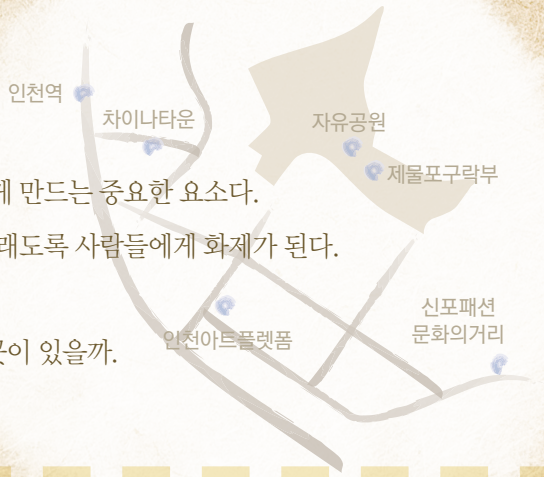 인천역
차이나타운
자유공원
제물포구락부
게 만드는 중요한 요소다.
래도록 사람들에게 화제가 된다.
신포패션
문화의거리
인천아트플렛폼
곳이 있을까.